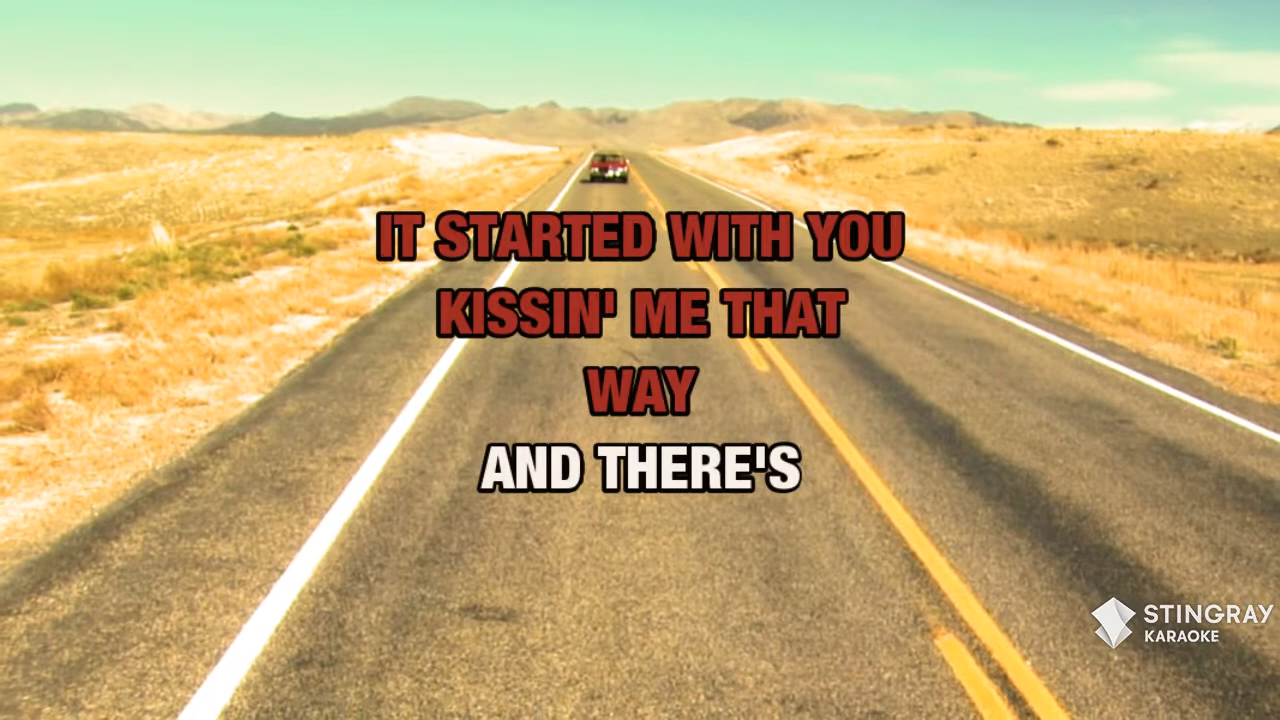 IT STARTED WITH YOU
KISSIN' ME THAT
WAY
AND THERE'S
STINGRAY
KARAOKE